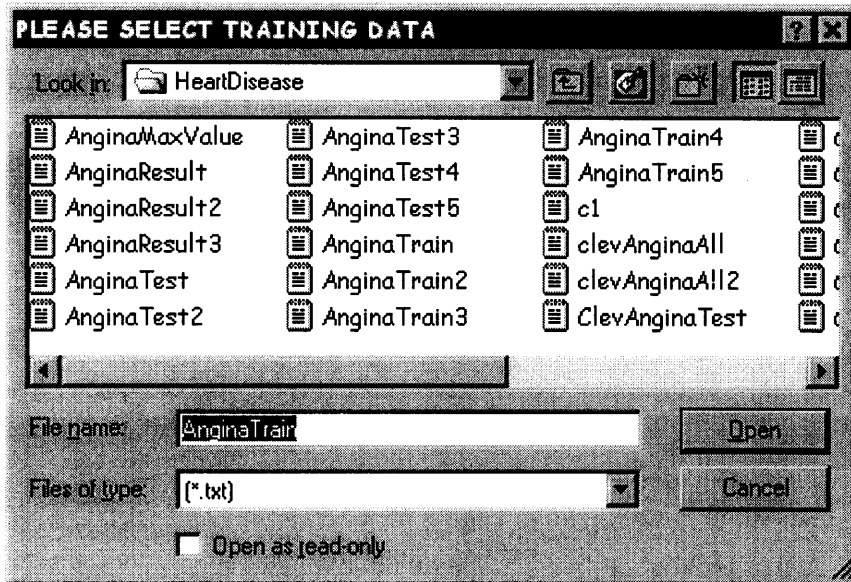 PLEASE SELECT TRAINING DATA
Look in: HeartDisease
AnginaMaxValue AnginaTest3 AnginaTrain4
AnginaResult AnginaTest4 AnginaTrain5
AnginaResult2 AnginaTest5 c1
AnginaResult3 AnginaTrain clevAnginaAll
AnginaTest AnginaTrain2 clevAnginaAll2
AnginaTest2 AnginaTrain3 ClevAnginaTest
File name: AnginaTrain Open
Files of type: (*.txt) Cancel
Open as read-only